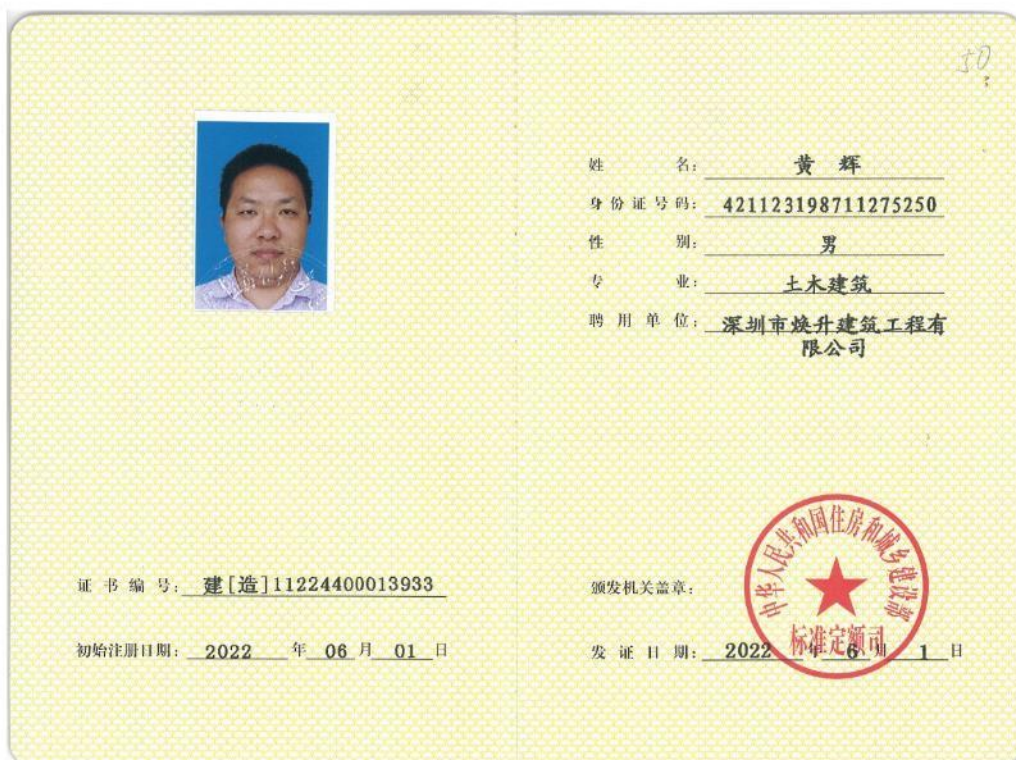 50
姓 名: 黄 辉
身份证号码: 421123198711275250
性 别: 男
专 业: 土木建筑
聘用单位: 深圳市焕升建筑工程有
限公司
证书编号: 建[造]11224400013933
初始注册日期: 2022 年 06 月 01 日
颁发机关盖章:
中华人民共和国住房和城乡建设部
标准定额司
发证日期: 2022 年 6 月 1 日